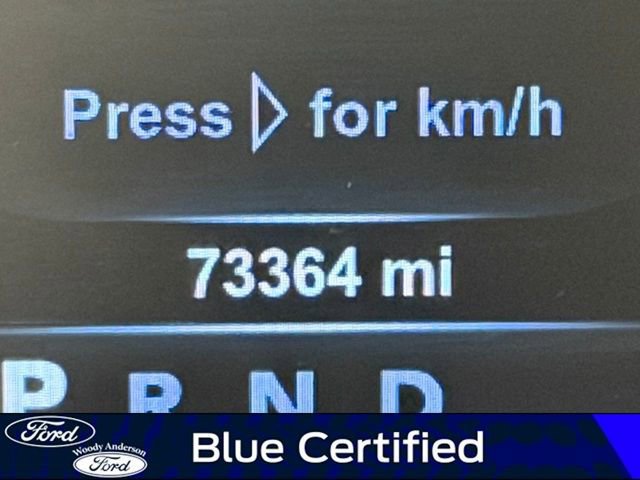 Press ▷ for km/h
73364 mi
P R N D
Ford
Woody Anderson
Ford
Blue Certified